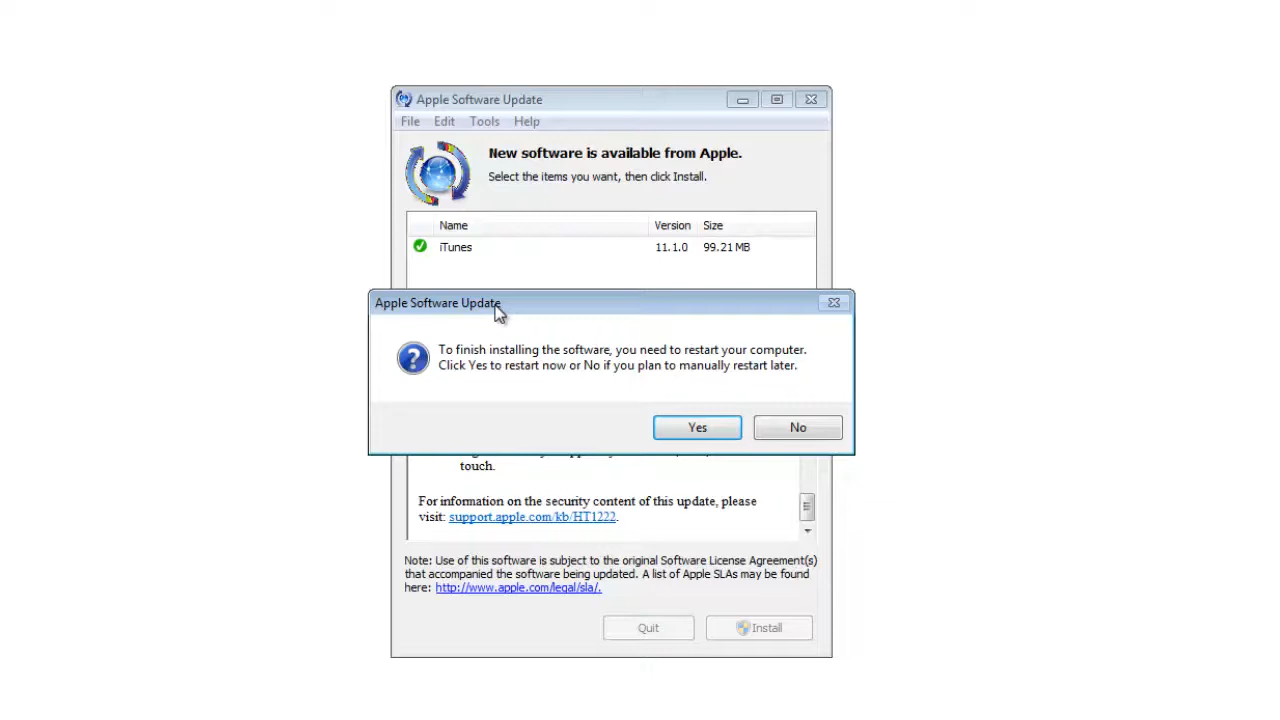 Apple Software Update
File Edit Tools Help
New software is available from Apple.
Select the items you want, then click Install.
Name Version Size
iTunes 11.1.0 99.21 MB
Apple Software Update
To finish installing the software, you need to restart your computer.
Click Yes to restart now or No if you plan to manually restart later.
Yes No
touch.
For information on the security content of this update, please
visit: support.apple.com/kb/HT1222.
Note: Use of this software is subject to the original Software License Agreement(s)
that accompanied the software being updated. A list of Apple SLAs may be found
here: http://www.apple.com/legal/sla/.
Quit Install